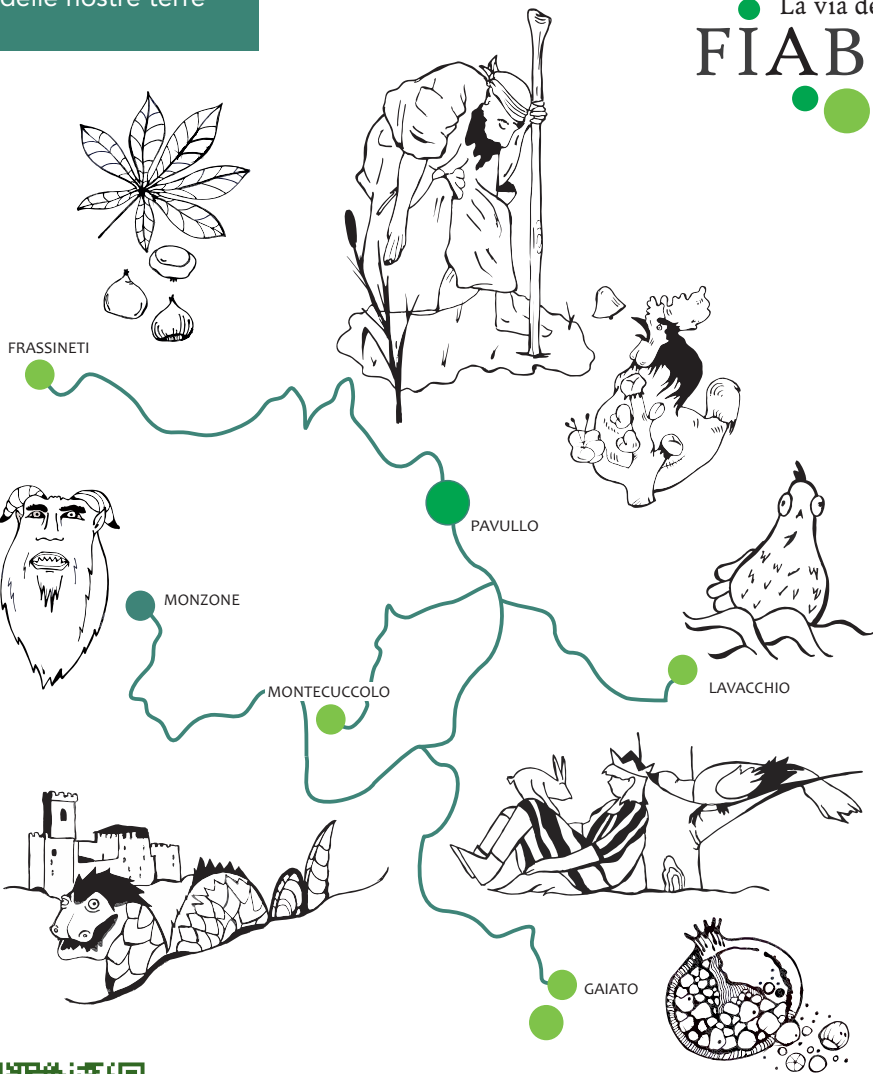 delle nostre terre
La via de
FIAB
FRASSINETI
PAVULLO
MONZONE
MONTECUCCOLO
LAVACCHIO
GAIATO